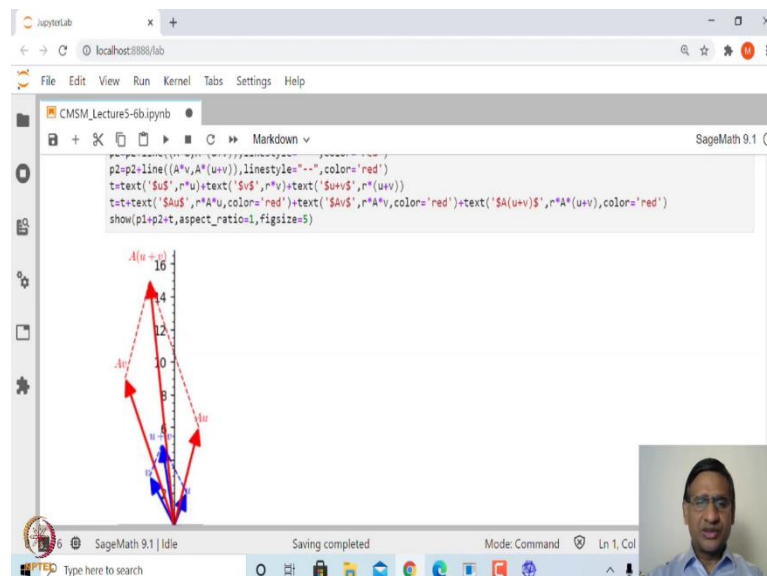 JupyterLab
localhost:8888/lab
M
File Edit View Run Kernel Tabs Settings Help
CMSM_Lecture5-6b.ipynb
Markdown
SageMath 9.1
p2=p2+line((A*v,A*(u+v)),linestyle="--",color='red')
t=text('$u$',r*u)+text('$v$',r*v)+text('$u+v$',r*(u+v))
t=t+text('$Au$',r*A*u,color='red')+text('$Av$',r*A*v,color='red')+text('$A(u+v)$',r*A*(u+v),color='red')
show(p1+p2+t,aspect_ratio=1,figsize=5)
A(u + v)
16
14
12
Av
10
8
Au
6
u + v
v
u
2
6 SageMath 9.1 | Idle Saving completed Mode: Command Ln 1, Col
NPTEL
Type here to search